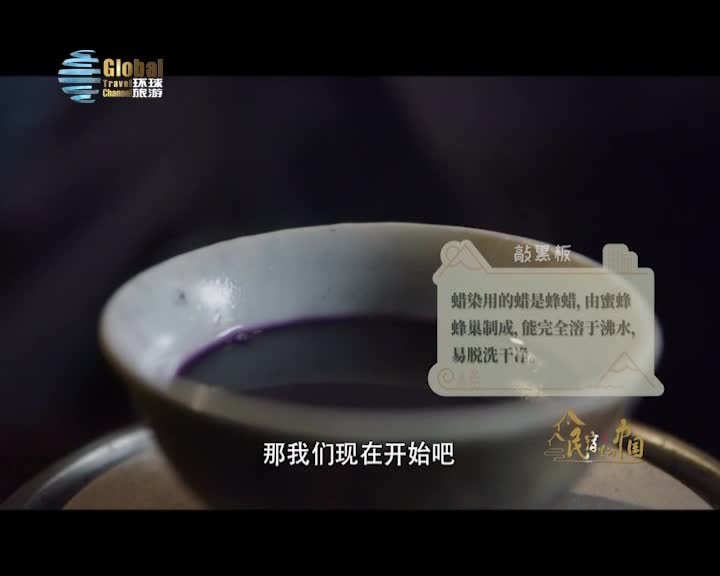 Global
Travel 环球
Channel 旅游
敲黑板
蜡染用的蜡是蜂蜡,由蜜蜂
蜂巢制成,能完全溶于沸水,
易脱洗干净。
那我们现在开始吧
中国